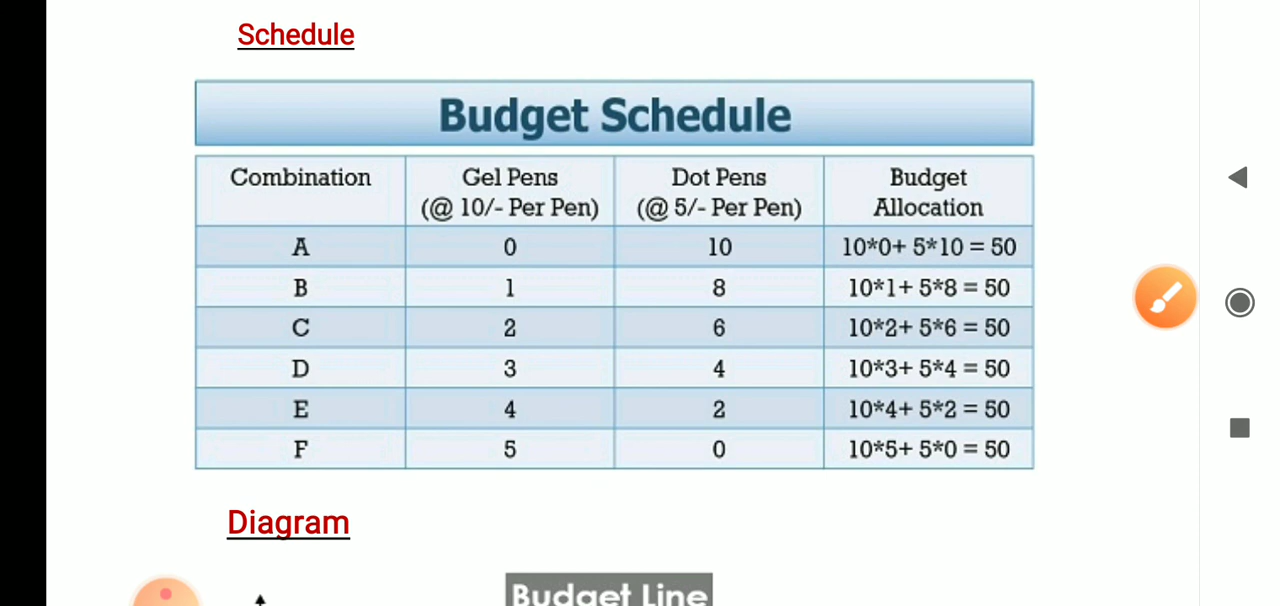 Schedule
Budget Schedule
Combination Gel Pens (@ 10/- Per Pen) Dot Pens (@ 5/- Per Pen) Budget Allocation
A 0 10 10*0+ 5*10 = 50
B 1 8 10*1+ 5*8 = 50
C 2 6 10*2+ 5*6 = 50
D 3 4 10*3+ 5*4 = 50
E 4 2 10*4+ 5*2 = 50
F 5 0 10*5+ 5*0 = 50
Diagram
Budget Line